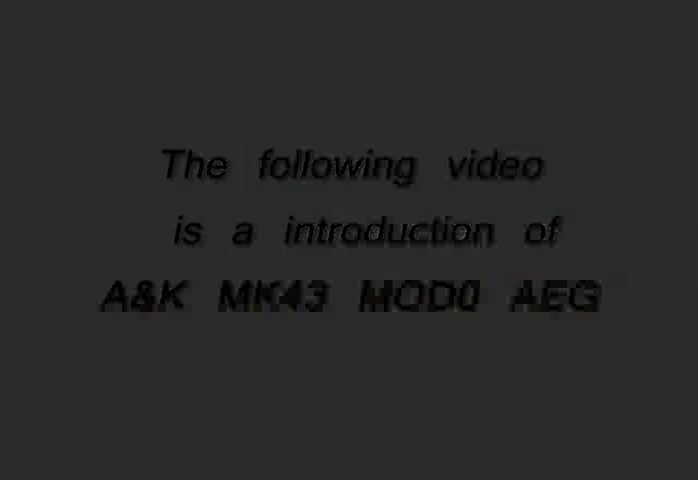 The following video
is a introduction of
A&K MK43 MOD0 AEG